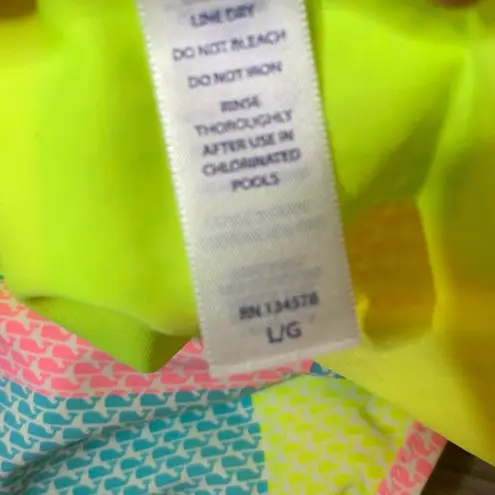 LINE DRY
DO NOT BLEACH
DO NOT IRON
RINSE
THOROUGHLY
AFTER USE IN
CHLORINATED
POOLS
RN 134578
L/G